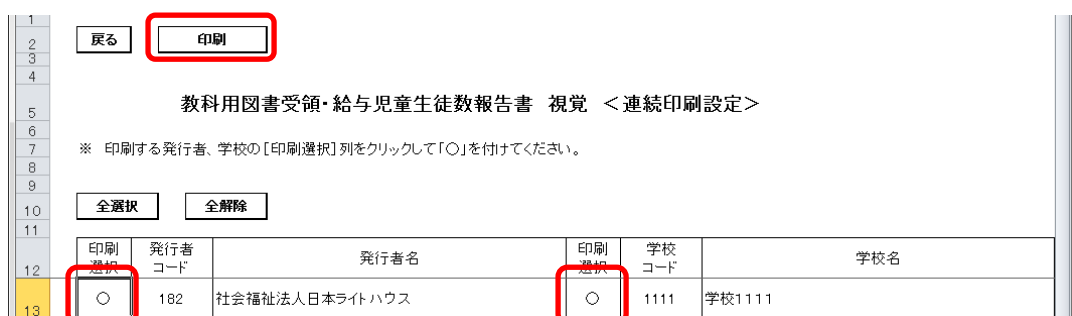 1
2 戻る 印刷
3
4
5 教科用図書受領・給与児童生徒数報告書 視覚 <連続印刷設定>
6
7 ※ 印刷する発行者、学校の[印刷選択]列をクリックして「○」を付けてください。
8
9
10 全選択 全解除
11
12 印刷選択 発行者コード 発行者名 印刷選択 学校コード 学校名
13 ○ 182 社会福祉法人日本ライトハウス ○ 1111 学校1111